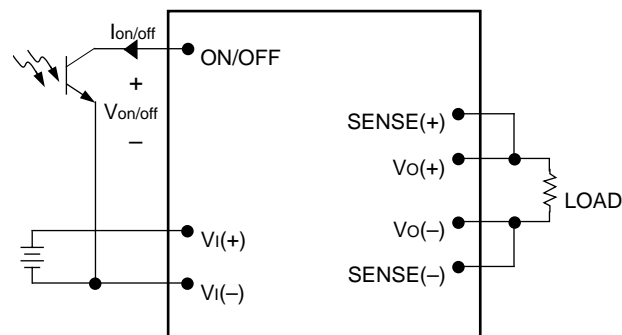 Ion/off
ON/OFF
+
Von/off
–
SENSE(+)
VO(+)
LOAD
VO(–)
SENSE(–)
VI(+)
VI(–)